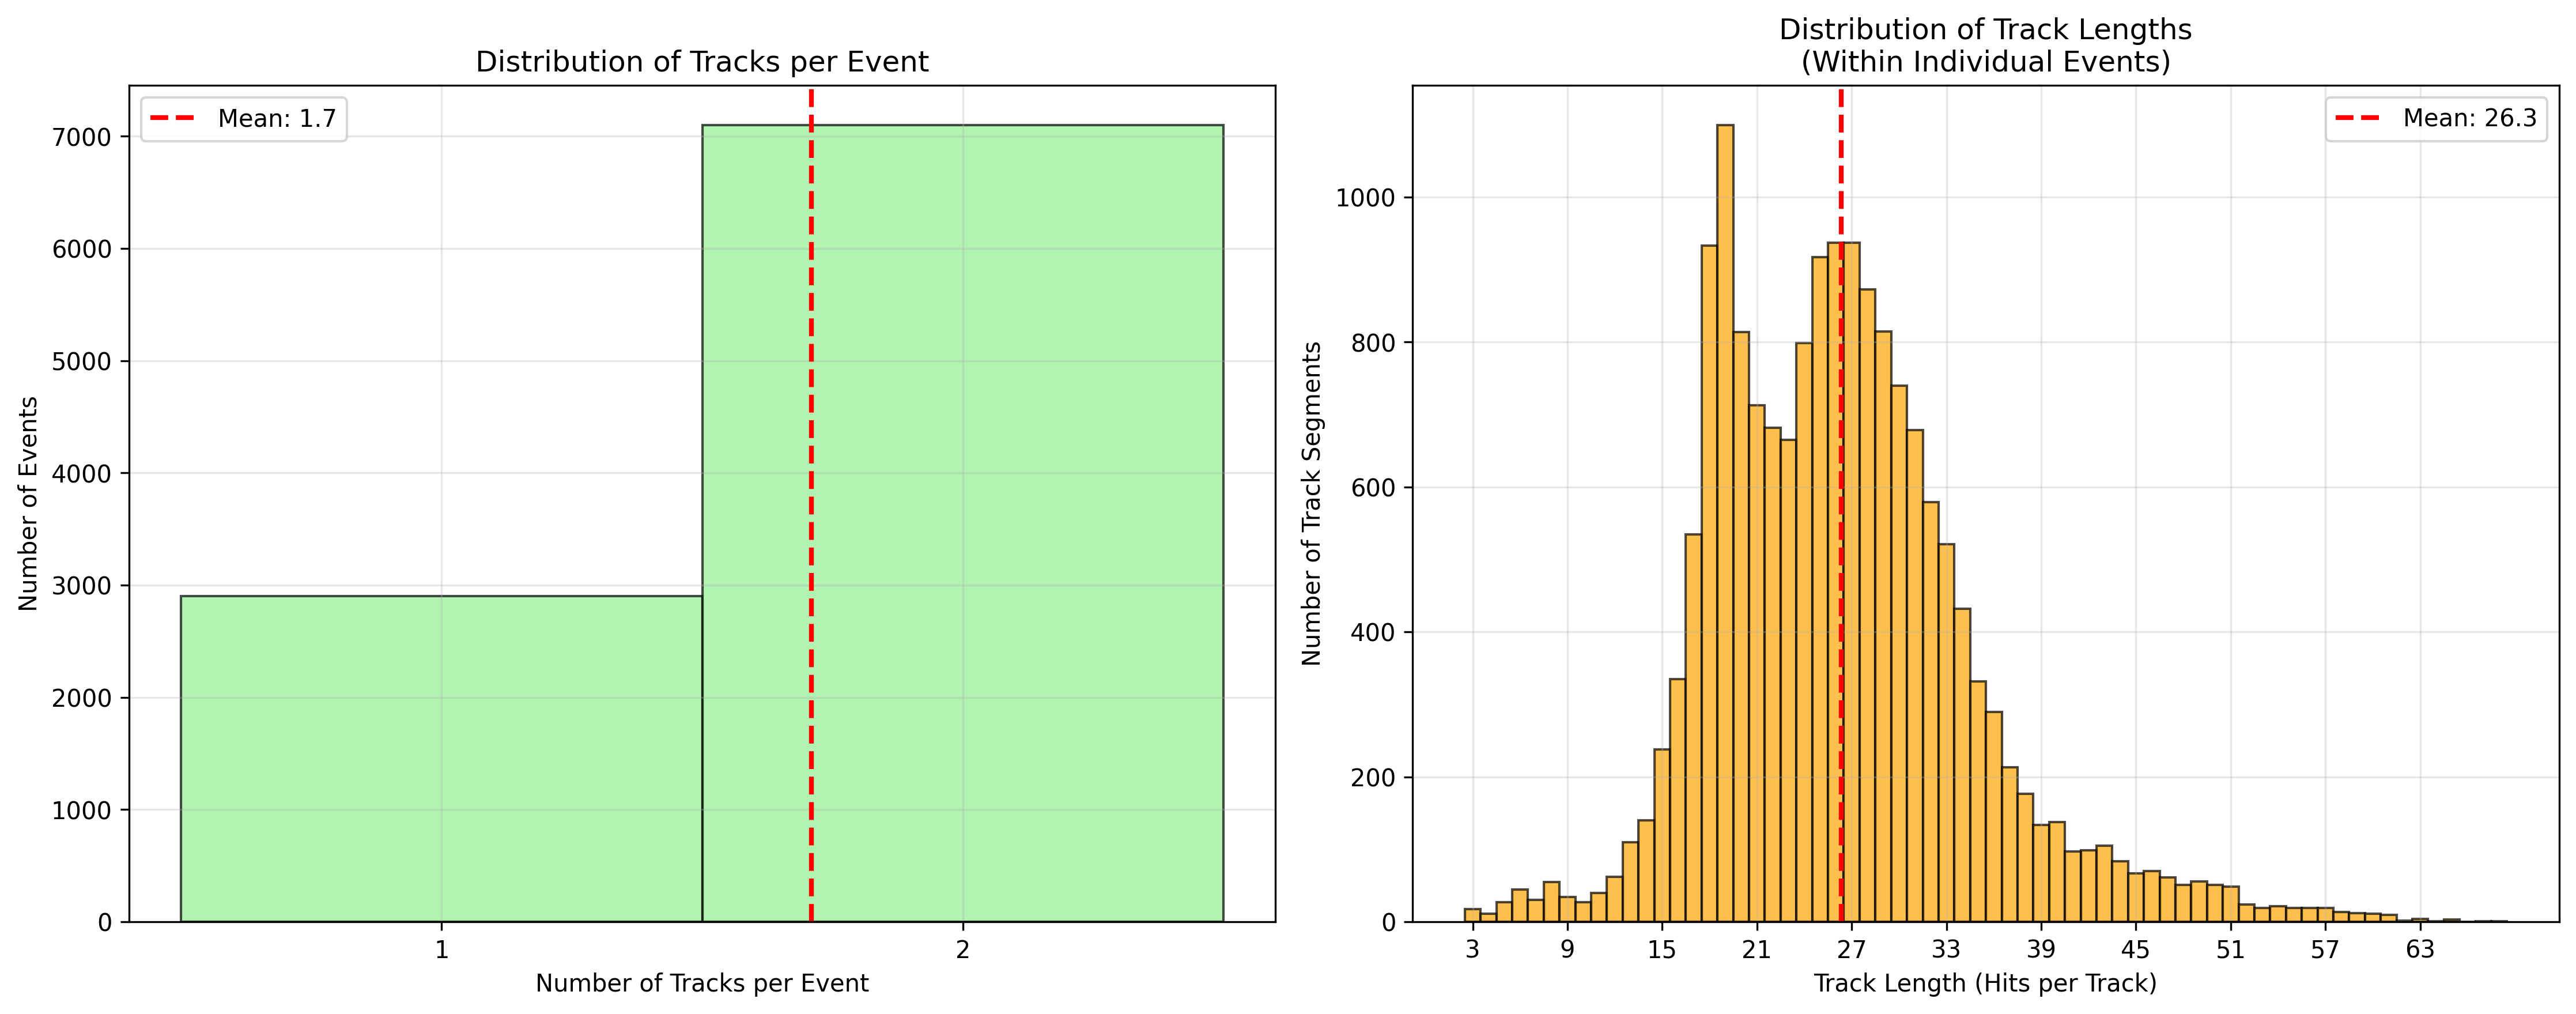 Distribution of Tracks per Event
Mean: 1.7
Number of Events
7000
6000
5000
4000
3000
2000
1000
0
1 2
Number of Tracks per Event
Distribution of Track Lengths
(Within Individual Events)
Mean: 26.3
Number of Track Segments
1000
800
600
400
200
0
3 9 15 21 27 33 39 45 51 57 63
Track Length (Hits per Track)